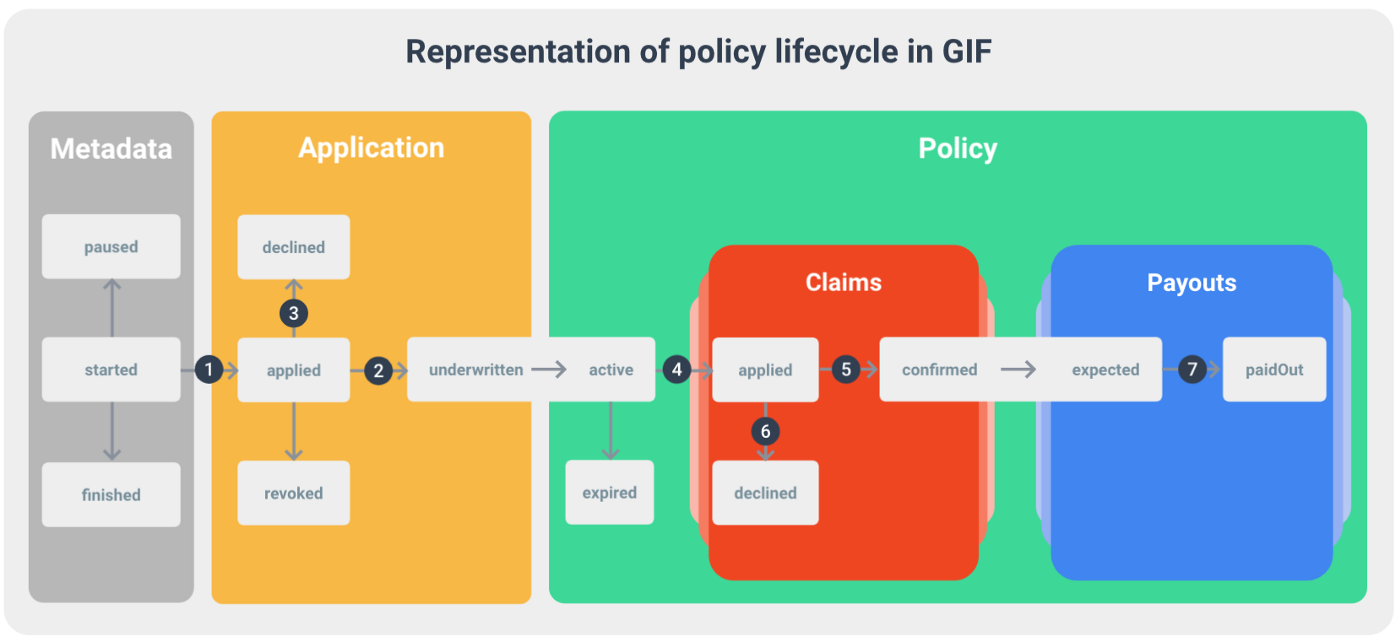 Representation of policy lifecycle in GIF
Metadata
Application
Policy
paused
declined
Claims
Payouts
3
started
1
applied
2
underwritten
active
4
applied
5
confirmed
expected
7
paidOut
6
finished
revoked
expired
declined